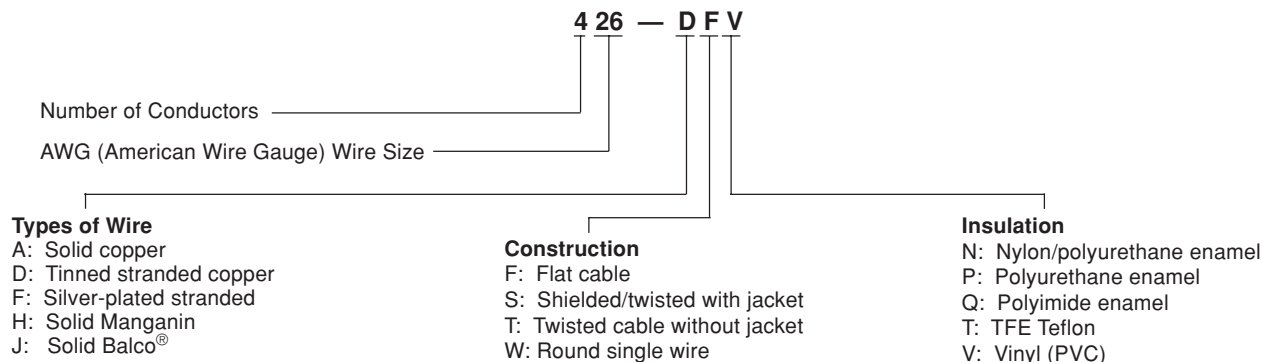 4 26 — D F V
Number of Conductors
AWG (American Wire Gauge) Wire Size
Types of Wire
A: Solid copper
D: Tinned stranded copper
F: Silver-plated stranded
H: Solid Manganin
J: Solid Balco®
Construction
F: Flat cable
S: Shielded/twisted with jacket
T: Twisted cable without jacket
W: Round single wire
Insulation
N: Nylon/polyurethane enamel
P: Polyurethane enamel
Q: Polyimide enamel
T: TFE Teflon
V: Vinyl (PVC)